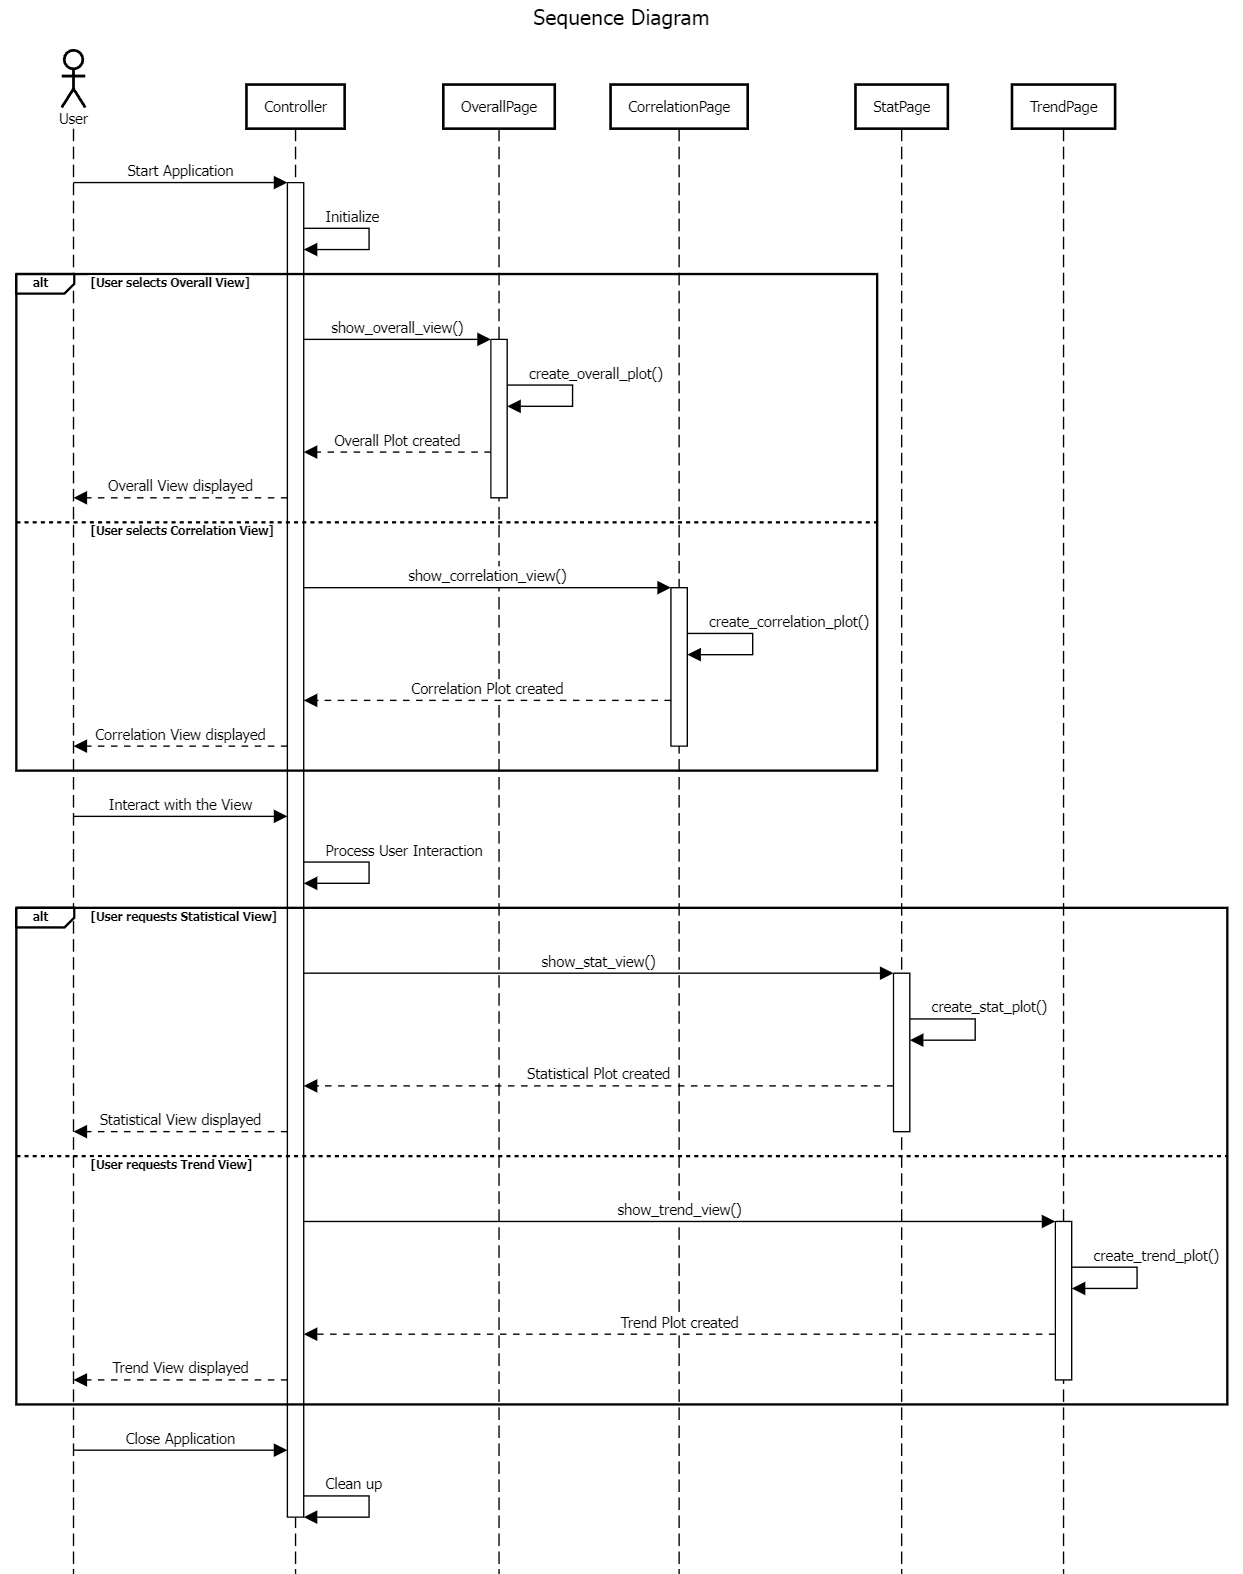 Sequence Diagram
User
Controller
OverallPage
CorrelationPage
StatPage
TrendPage
Start Application
Initialize
alt
[User selects Overall View]
show_overall_view()
create_overall_plot()
Overall Plot created
Overall View displayed
[User selects Correlation View]
show_correlation_view()
create_correlation_plot()
Correlation Plot created
Correlation View displayed
Interact with the View
Process User Interaction
alt
[User requests Statistical View]
show_stat_view()
create_stat_plot()
Statistical Plot created
Statistical View displayed
[User requests Trend View]
show_trend_view()
create_trend_plot()
Trend Plot created
Trend View displayed
Close Application
Clean up